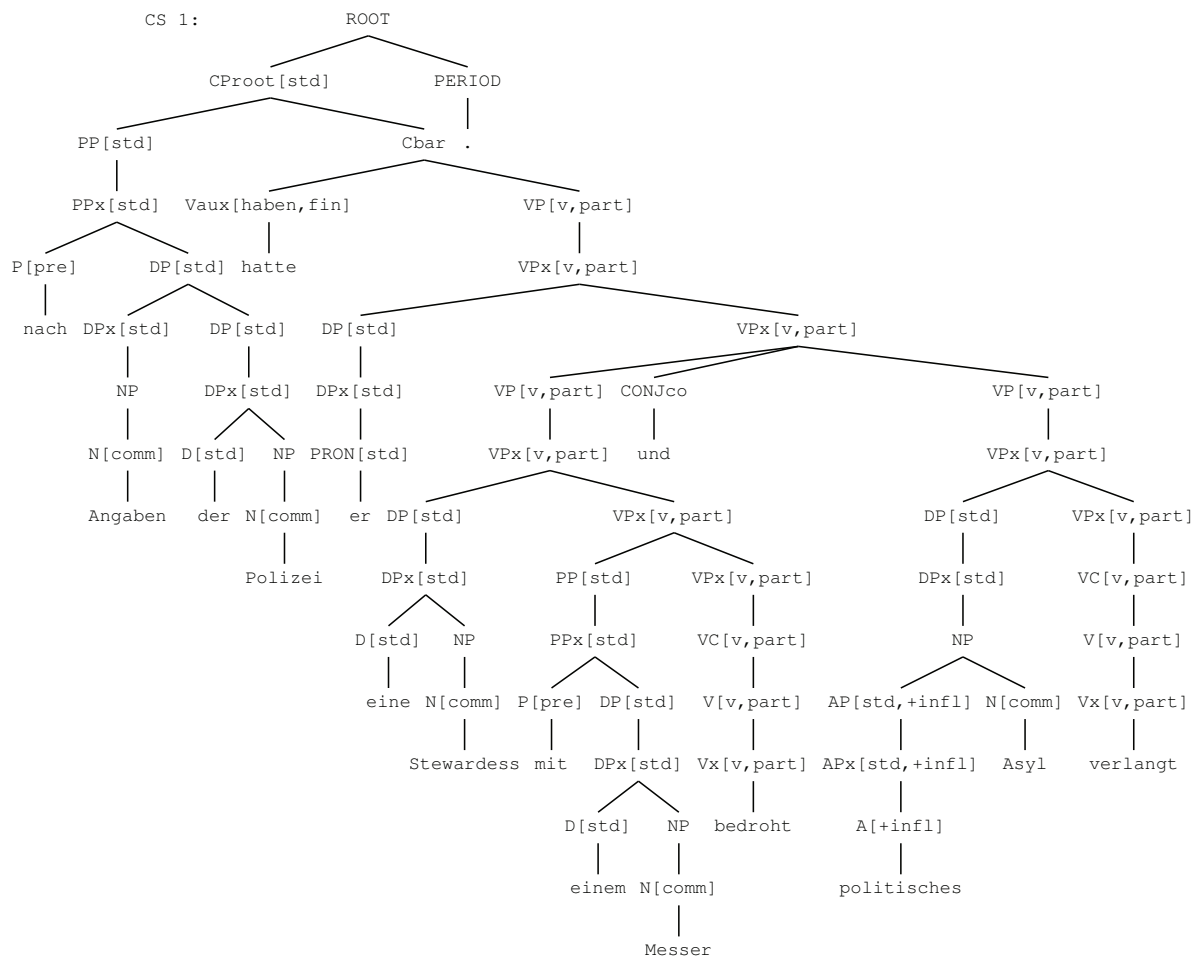 CS 1: ROOT
CProot[std] PERIOD
PP[std] Cbar .
PPx[std] Vaux[haben,fin] VP[v,part]
P[pre] DP[std] hatte VPx[v,part]
nach DPx[std] DP[std] DP[std] VPx[v,part]
NP DPx[std] DPx[std] VP[v,part] CONJco VP[v,part]
N[comm] D[std] NP PRON[std] VPx[v,part] und VPx[v,part]
Angaben der N[comm] er DP[std] VPx[v,part] DP[std] VPx[v,part]
Polizei DPx[std] PP[std] VPx[v,part] DPx[std] VC[v,part]
D[std] NP PPx[std] VC[v,part] NP V[v,part]
eine N[comm] P[pre] DP[std] V[v,part] AP[std,+infl] N[comm] Vx[v,part]
Stewardess mit DPx[std] Vx[v,part] APx[std,+infl] Asyl verlangt
D[std] NP bedroht A[+infl]
einem N[comm] politisches
Messer